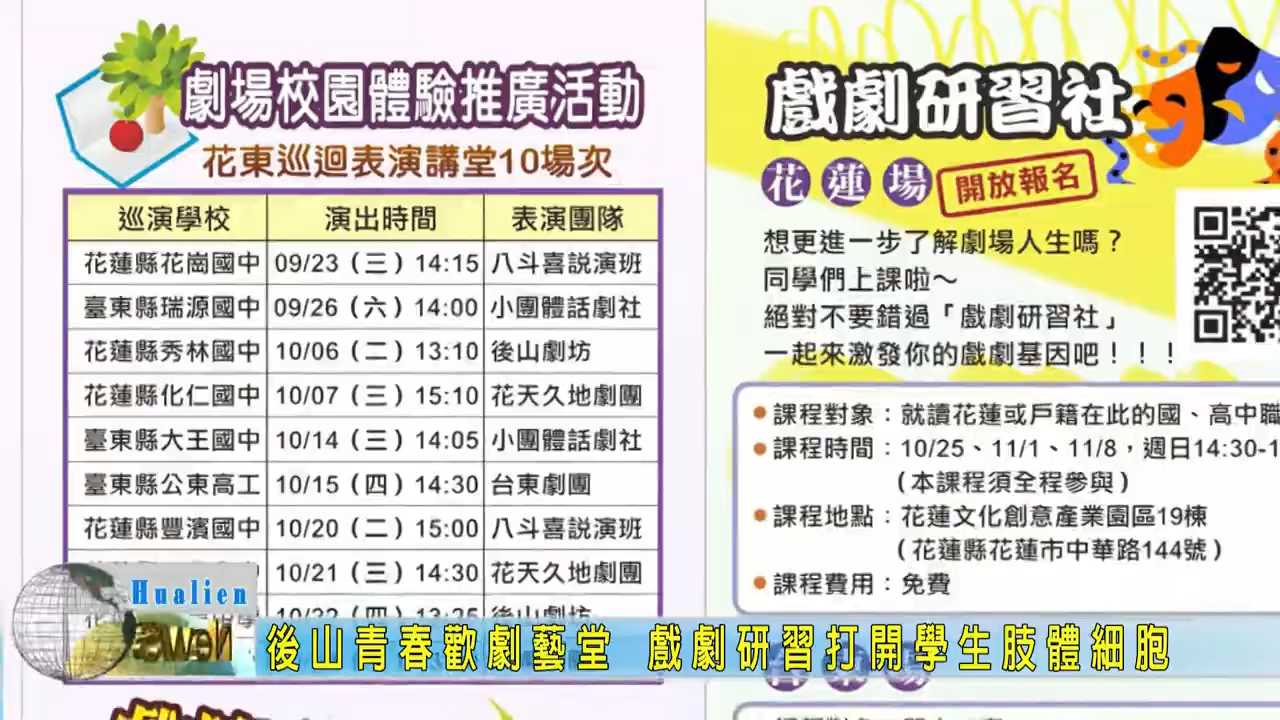 劇場校園體驗推廣活動
花東巡迴表演講堂10場次
巡演學校 演出時間 表演團隊
花蓮縣花崗國中 09/23（三）14:15 八斗喜説演班
臺東縣瑞源國中 09/26（六）14:00 小團體話劇社
花蓮縣秀林國中 10/06（二）13:10 後山劇坊
花蓮縣化仁國中 10/07（三）15:10 花天久地劇團
臺東縣大王國中 10/14（三）14:05 小團體話劇社
臺東縣公東高工 10/15（四）14:30 台東劇團
花蓮縣豐濱國中 10/20（二）15:00 八斗喜説演班
10/21（三）14:30 花天久地劇團
10/22（四）13:25 後山劇坊
戲劇研習社
花蓮場 開放報名
想更進一步了解劇場人生嗎？
同學們上課啦～
絕對不要錯過「戲劇研習社」
一起來激發你的戲劇基因吧！！！
課程對象：就讀花蓮或戶籍在此的國、高中職
課程時間：10/25、11/1、11/8，週日14:30-1
（本課程須全程參與）
課程地點：花蓮文化創意產業園區19棟
（花蓮縣花蓮市中華路144號）
課程費用：免費
Hualien
News
後山青春歡劇藝堂 戲劇研習打開學生肢體細胞